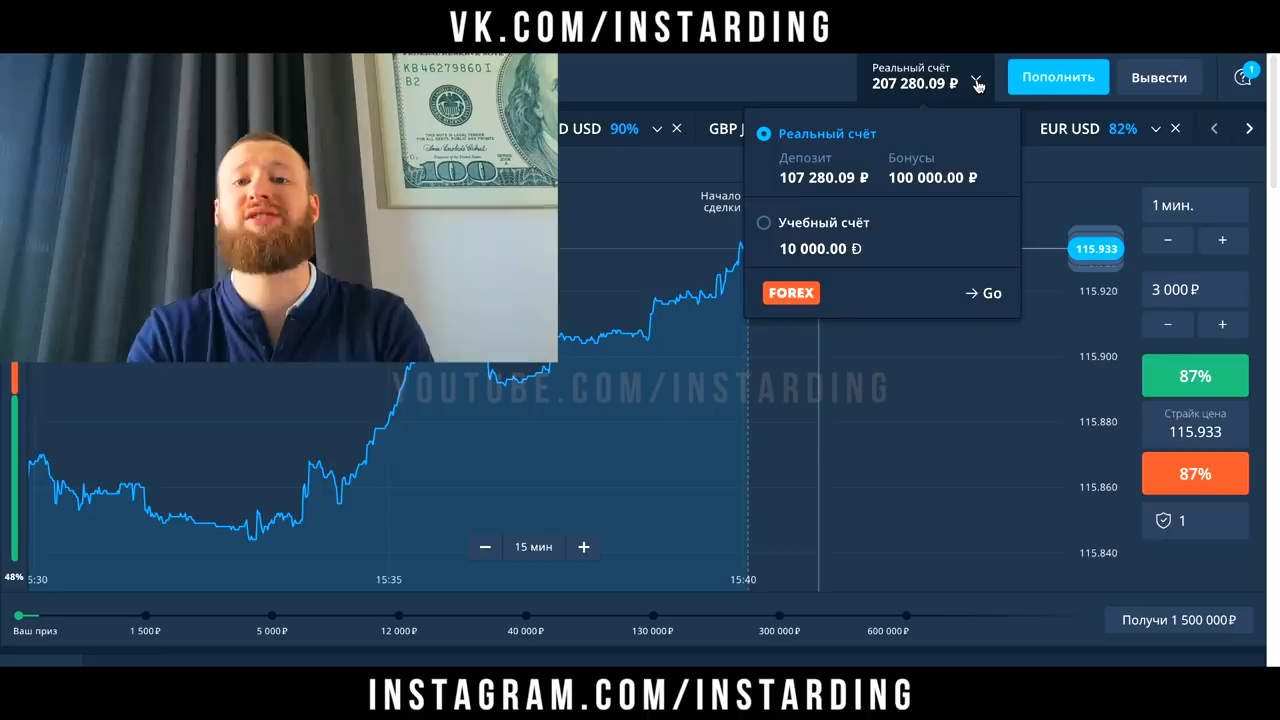 VK.COM/INSTARDING
KB46279860I
B2
100
Реальный счёт
207 280.09 ₽
Пополнить
Вывести
1
D USD 90%
GBP J
EUR USD 82%
Реальный счёт
Депозит Бонусы
107 280.09 ₽ 100 000.00 ₽
Учебный счёт
10 000.00 Đ
FOREX
Go
Начало
сделки
1 мин.
115.933
115.920
3 000 ₽
115.900
87%
Страйк цена
115.933
115.880
87%
115.860
1
115.840
YOUTUBE.COM/INSTARDING
15 мин
48%
5:30 15:35 15:40
Ваш приз 1 500 ₽ 5 000 ₽ 12 000 ₽ 40 000 ₽ 130 000 ₽ 300 000 ₽ 600 000 ₽
Получи 1 500 000 ₽
INSTAGRAM.COM/INSTARDING